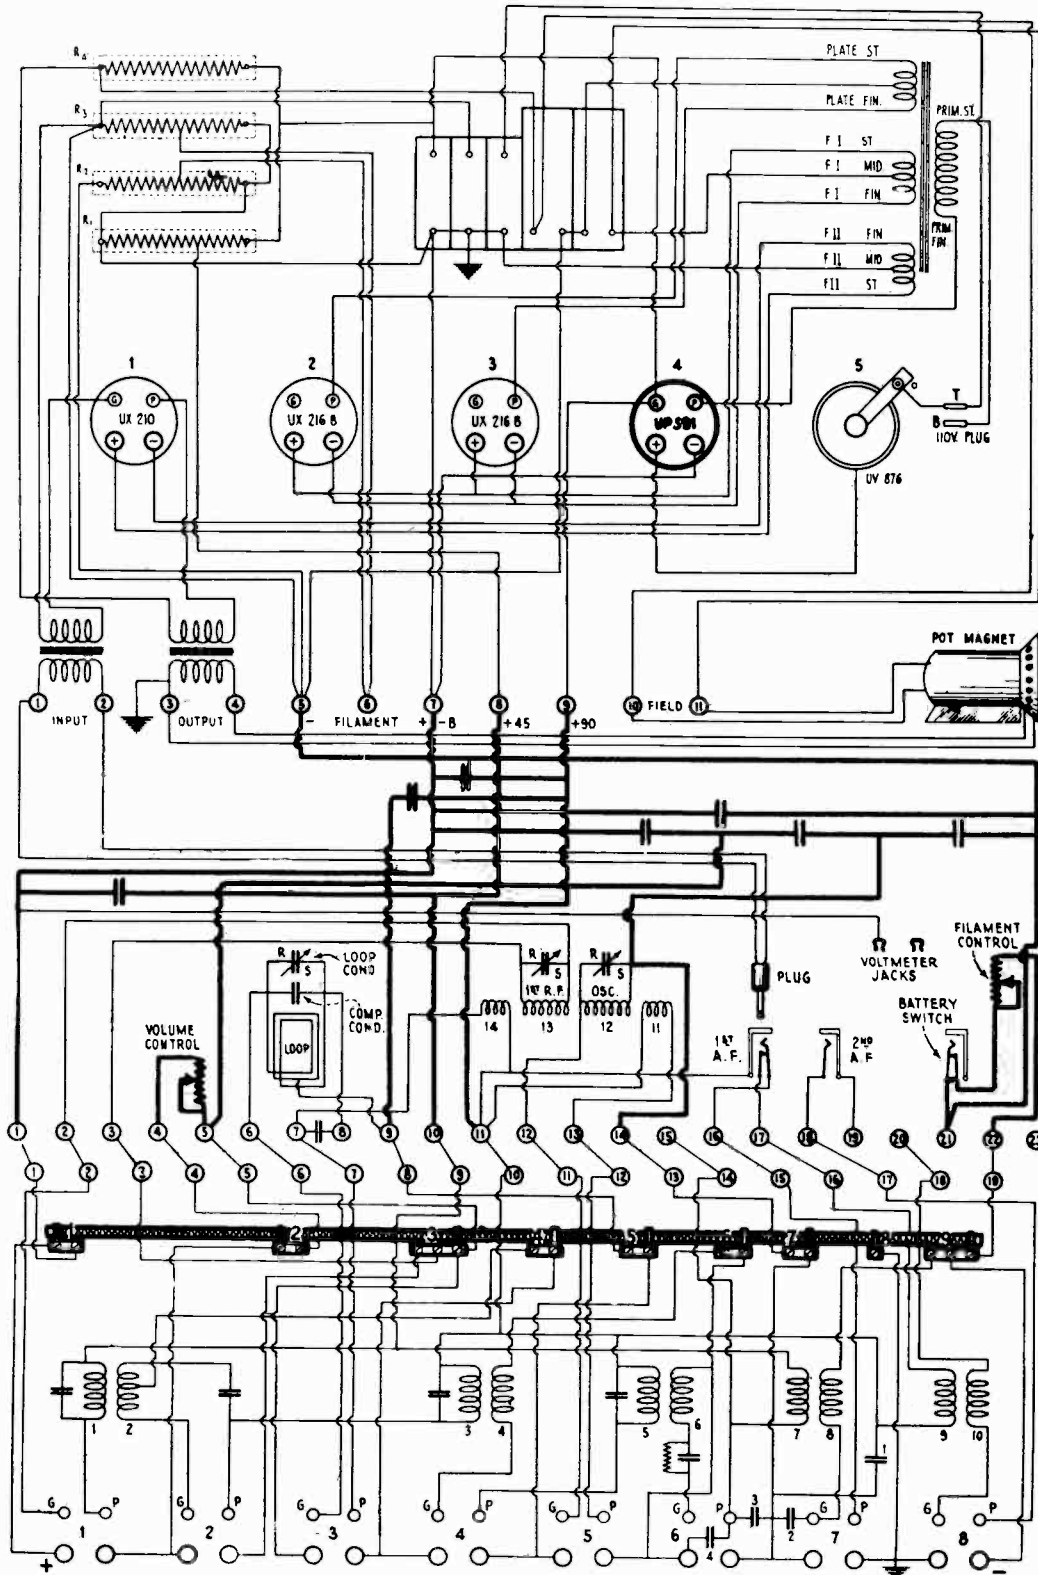 R4
R3
R2
R1
PLATE ST
PLATE FIN.
PRIM. ST.
F I ST
F I MID
F I FIN
F II FIN
F II MID
F II ST
PRIM. FIN.
1 2 3 4 5
G P G P G P G P
UX 210 UX 216 B UX 216 B UP 581 UV 876
+ − + − + − + −
T
B
110V. PLUG
POT MAGNET
1 2 3 4 5 6 7 8 9 10 11
INPUT OUTPUT − FILAMENT + -B +45 +90 FIELD
FILAMENT CONTROL
VOLTMETER JACKS
BATTERY SWITCH
R S LOOP COND
R S 1ST R.F.
R S OSC.
PLUG
COMP. COND.
LOOP
VOLUME CONTROL
14 13 12 11
1ST A.F.
2ND A.F
1 2 3 4 5 6 7 8 9 10 11 12 13 14 15 16 17 18 19 20 21 22 23
1 2 3 4 5 6 7 8 9 10 11 12 13 14 15 16 17 18 19
1 2 3 4 5 6 7 8 9
1 2 3 4 5 6 7 8 9 10
1
3 2 4
G P G P G P G P G P G P G P G P
1 2 3 4 5 6 7 8
+ −